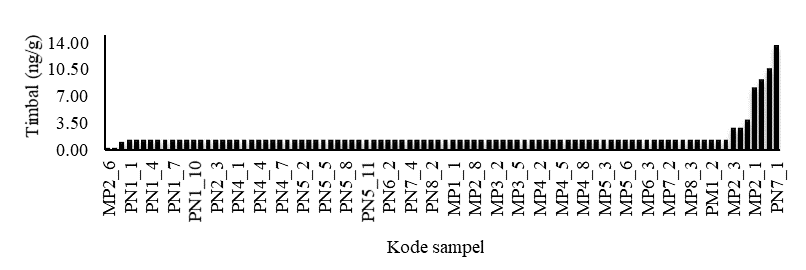 Timbal (ng/g)
14.00
10.50
7.00
3.50
0.00
MP2_6
PN1_1
PN1_4
PN1_7
PN1_10
PN2_3
PN4_1
PN4_4
PN4_7
PN5_2
PN5_5
PN5_8
PN5_11
PN6_2
PN7_4
PN8_2
MP1_1
MP2_8
MP3_2
MP3_5
MP4_2
MP4_5
MP4_8
MP5_3
MP5_6
MP6_3
MP7_2
MP8_3
PM1_2
MP2_3
MP2_1
PN7_1
Kode sampel